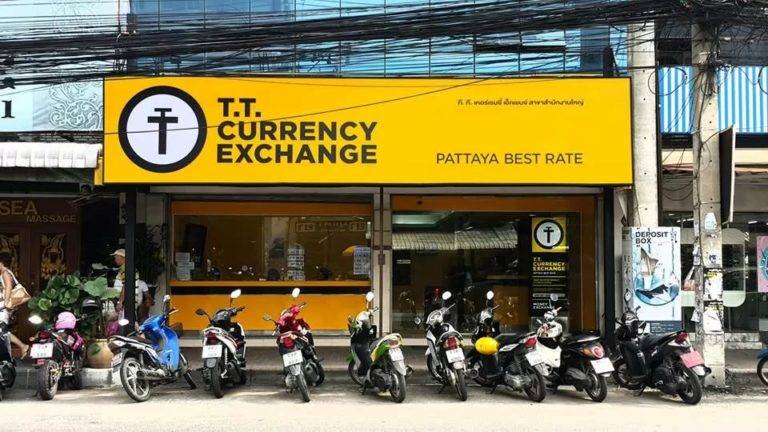 T.T.
CURRENCY
EXCHANGE
ที. ที. เคอร์เรนซี่ เอ็กเชนจ์ สาขาสำนักงานใหญ่
PATTAYA BEST RATE
1
SEA
MASSAGE
T.T.
CURRENCY
EXCHANGE
DEPOSIT
BOX